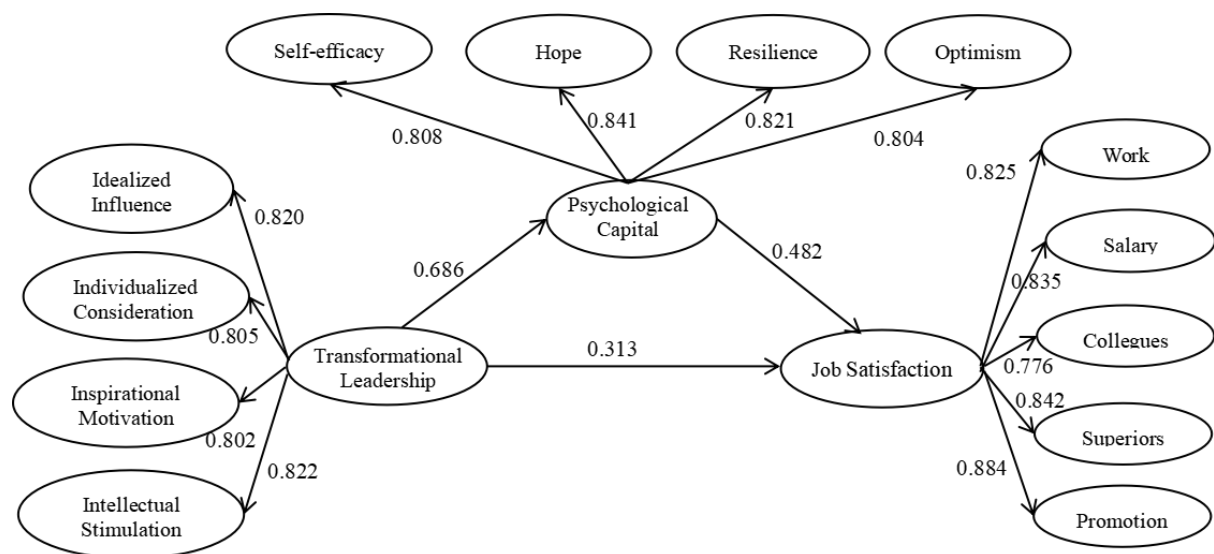 Self-efficacy
Hope
Resilience
Optimism
0.808
0.841
0.821
0.804
Work
0.825
Idealized
Influence
0.820
Psychological
Capital
Salary
0.835
0.686
0.482
Individualized
Consideration
0.805
Collegues
0.776
Transformational
Leadership
0.313
Job Satisfaction
Inspirational
Motivation
0.802
0.842
Superiors
0.822
0.884
Intellectual
Stimulation
Promotion